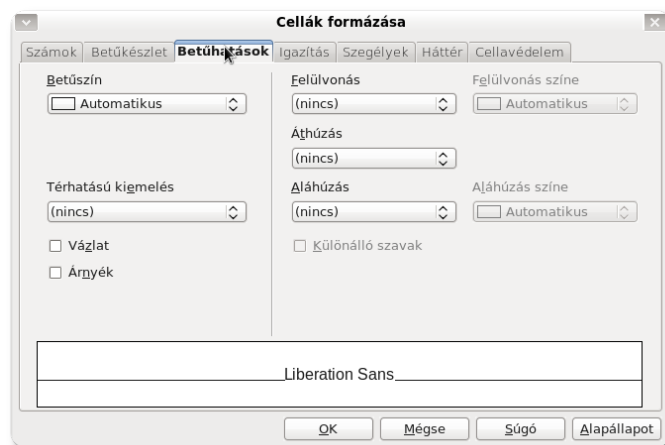 Cellák formázása
Számok Betűkészlet Betűhatások Igazítás Szegélyek Háttér Cellavédelem
Betűszín
Automatikus
Térhatású kiemelés
(nincs)
Vázlat
Árnyék
Felülvonás Felülvonás színe
(nincs) Automatikus
Áthúzás
(nincs)
Aláhúzás Aláhúzás színe
(nincs) Automatikus
Különálló szavak
Liberation Sans
OK Mégse Súgó Alapállapot